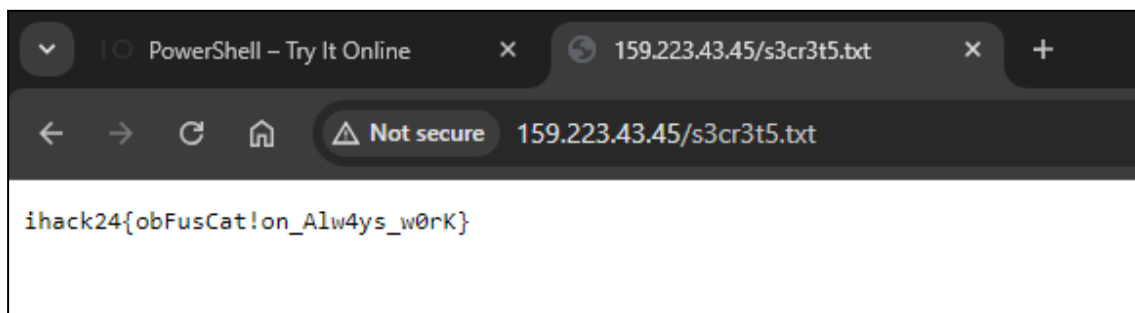 PowerShell – Try It Online
159.223.43.45/s3cr3t5.txt
Not secure 159.223.43.45/s3cr3t5.txt
ihack24{obFusCat!on_Alw4ys_w0rK}